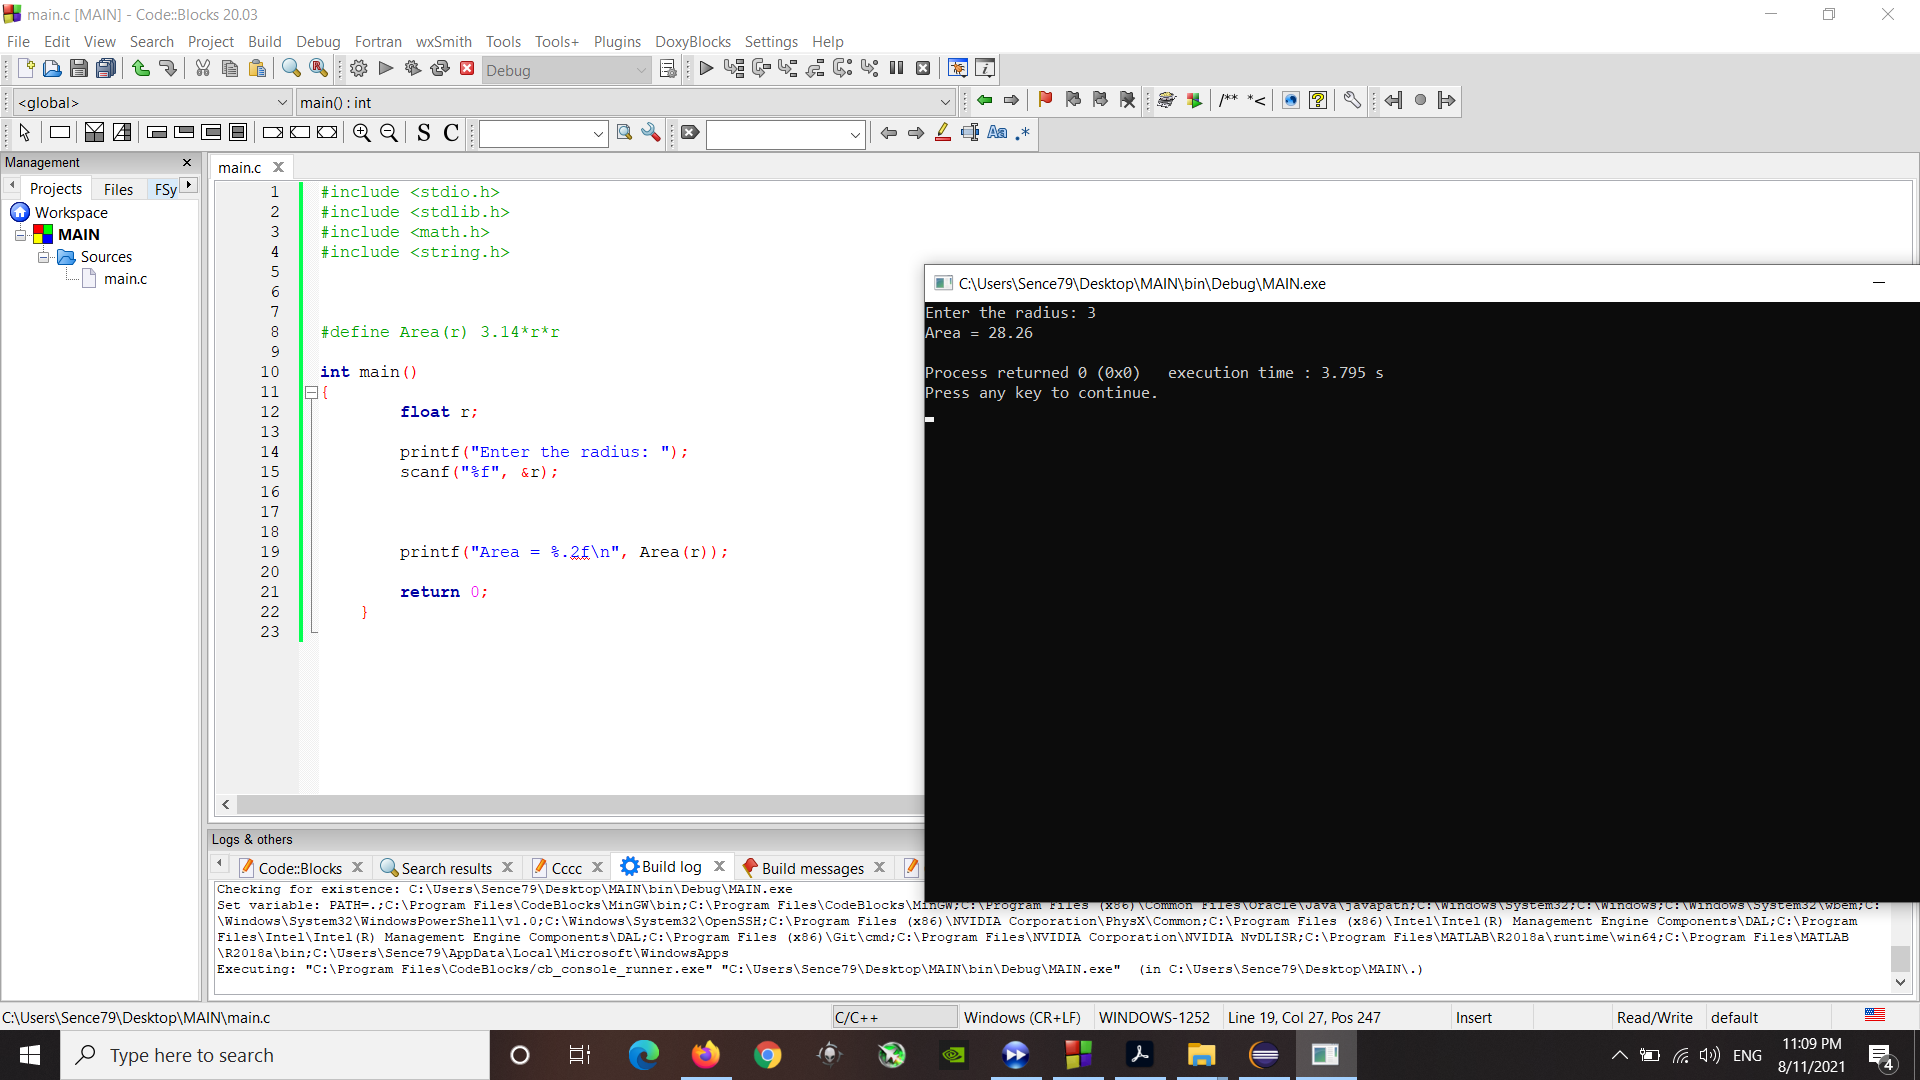 main.c [MAIN] - Code::Blocks 20.03
File Edit View Search Project Build Debug Fortran wxSmith Tools Tools+ Plugins DoxyBlocks Settings Help
Debug
<global> main() : int
/** *<
S C Aa .*
Management
Projects Files FSy
Workspace
MAIN
Sources
main.c
main.c
1 #include <stdio.h>
2 #include <stdlib.h>
3 #include <math.h>
4 #include <string.h>
5
6
7
8 #define Area(r) 3.14*r*r
9
10 int main()
11 {
12 float r;
13
14 printf("Enter the radius: ");
15 scanf("%f", &r);
16
17
18
19 printf("Area = %.2f\n", Area(r));
20
21 return 0;
22 }
23
C:\Users\Sence79\Desktop\MAIN\bin\Debug\MAIN.exe
Enter the radius: 3
Area = 28.26
Process returned 0 (0x0) execution time : 3.795 s
Press any key to continue.
Logs & others
Code::Blocks Search results Cccc Build log Build messages
Checking for existence: C:\Users\Sence79\Desktop\MAIN\bin\Debug\MAIN.exe
Set variable: PATH=.;C:\Program Files\CodeBlocks\MinGW\bin;C:\Program Files\CodeBlocks\MinGW;C:\Program Files (x86)\Common Files\Oracle\Java\javapath;C:\Windows\System32;C:\Windows;C:\Windows\System32\wbem;C:
\Windows\System32\WindowsPowerShell\v1.0;C:\Windows\System32\OpenSSH;C:\Program Files (x86)\NVIDIA Corporation\PhysX\Common;C:\Program Files (x86)\Intel\Intel(R) Management Engine Components\DAL;C:\Program
Files\Intel\Intel(R) Management Engine Components\DAL;C:\Program Files (x86)\Git\cmd;C:\Program Files\NVIDIA Corporation\NVIDIA NvDLISR;C:\Program Files\MATLAB\R2018a\runtime\win64;C:\Program Files\MATLAB
\R2018a\bin;C:\Users\Sence79\AppData\Local\Microsoft\WindowsApps
Executing: "C:\Program Files\CodeBlocks/cb_console_runner.exe" "C:\Users\Sence79\Desktop\MAIN\bin\Debug\MAIN.exe" (in C:\Users\Sence79\Desktop\MAIN\.)
C:\Users\Sence79\Desktop\MAIN\main.c C/C++ Windows (CR+LF) WINDOWS-1252 Line 19, Col 27, Pos 247 Insert Read/Write default
Type here to search
ENG
11:09 PM
8/11/2021
4